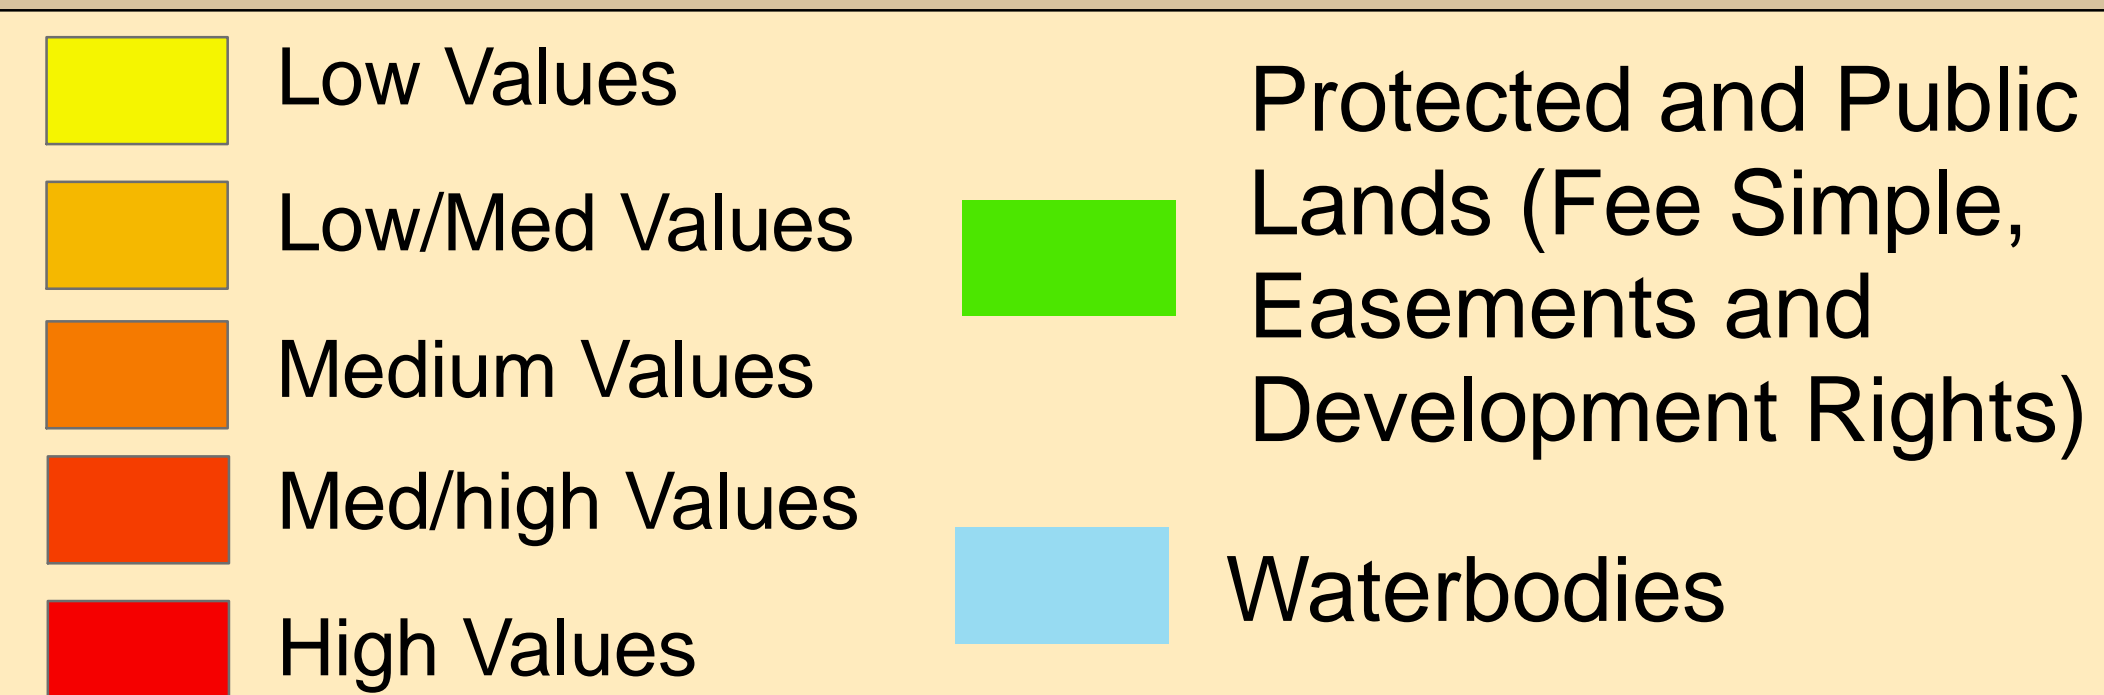 Low Values
Low/Med Values
Medium Values
Med/high Values
High Values
Protected and Public
Lands (Fee Simple,
Easements and
Development Rights)
Waterbodies